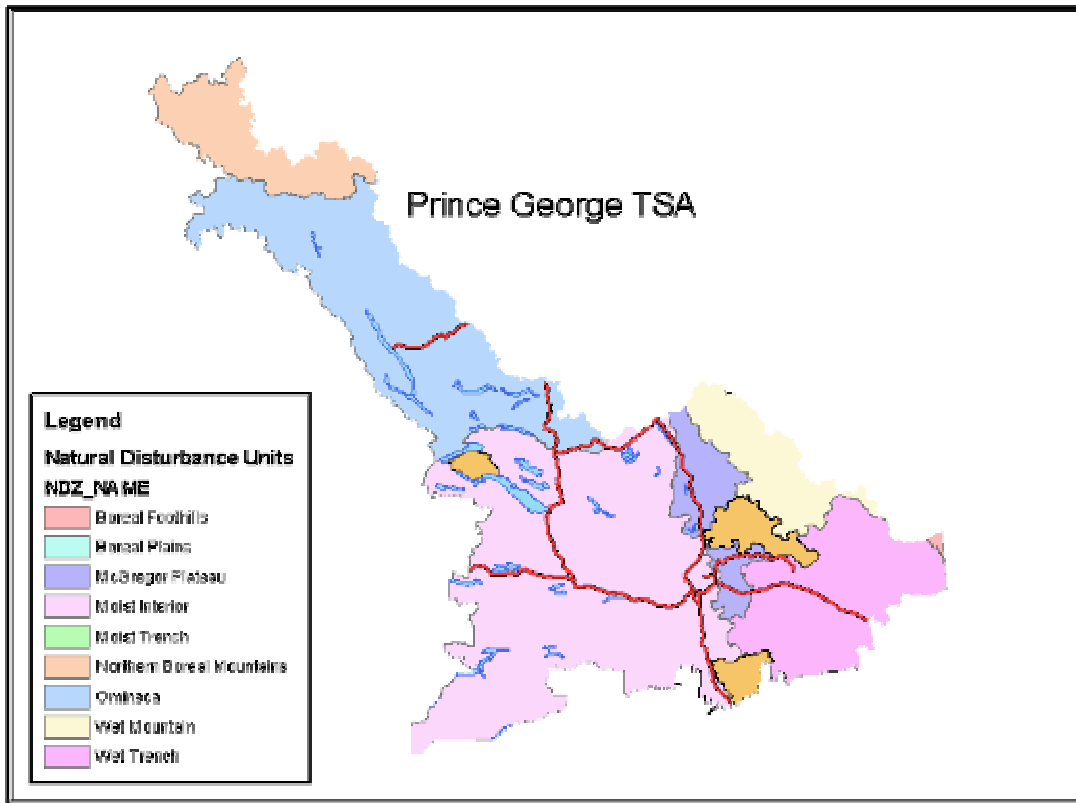 Prince George TSA
Legend
Natural Disturbance Units
NDZ_NAME
Boreal Foothills
Boreal Plains
McGregor Plateau
Moist Interior
Moist Trench
Northern Boreal Mountains
Omineca
Wet Mountain
Wet Trench